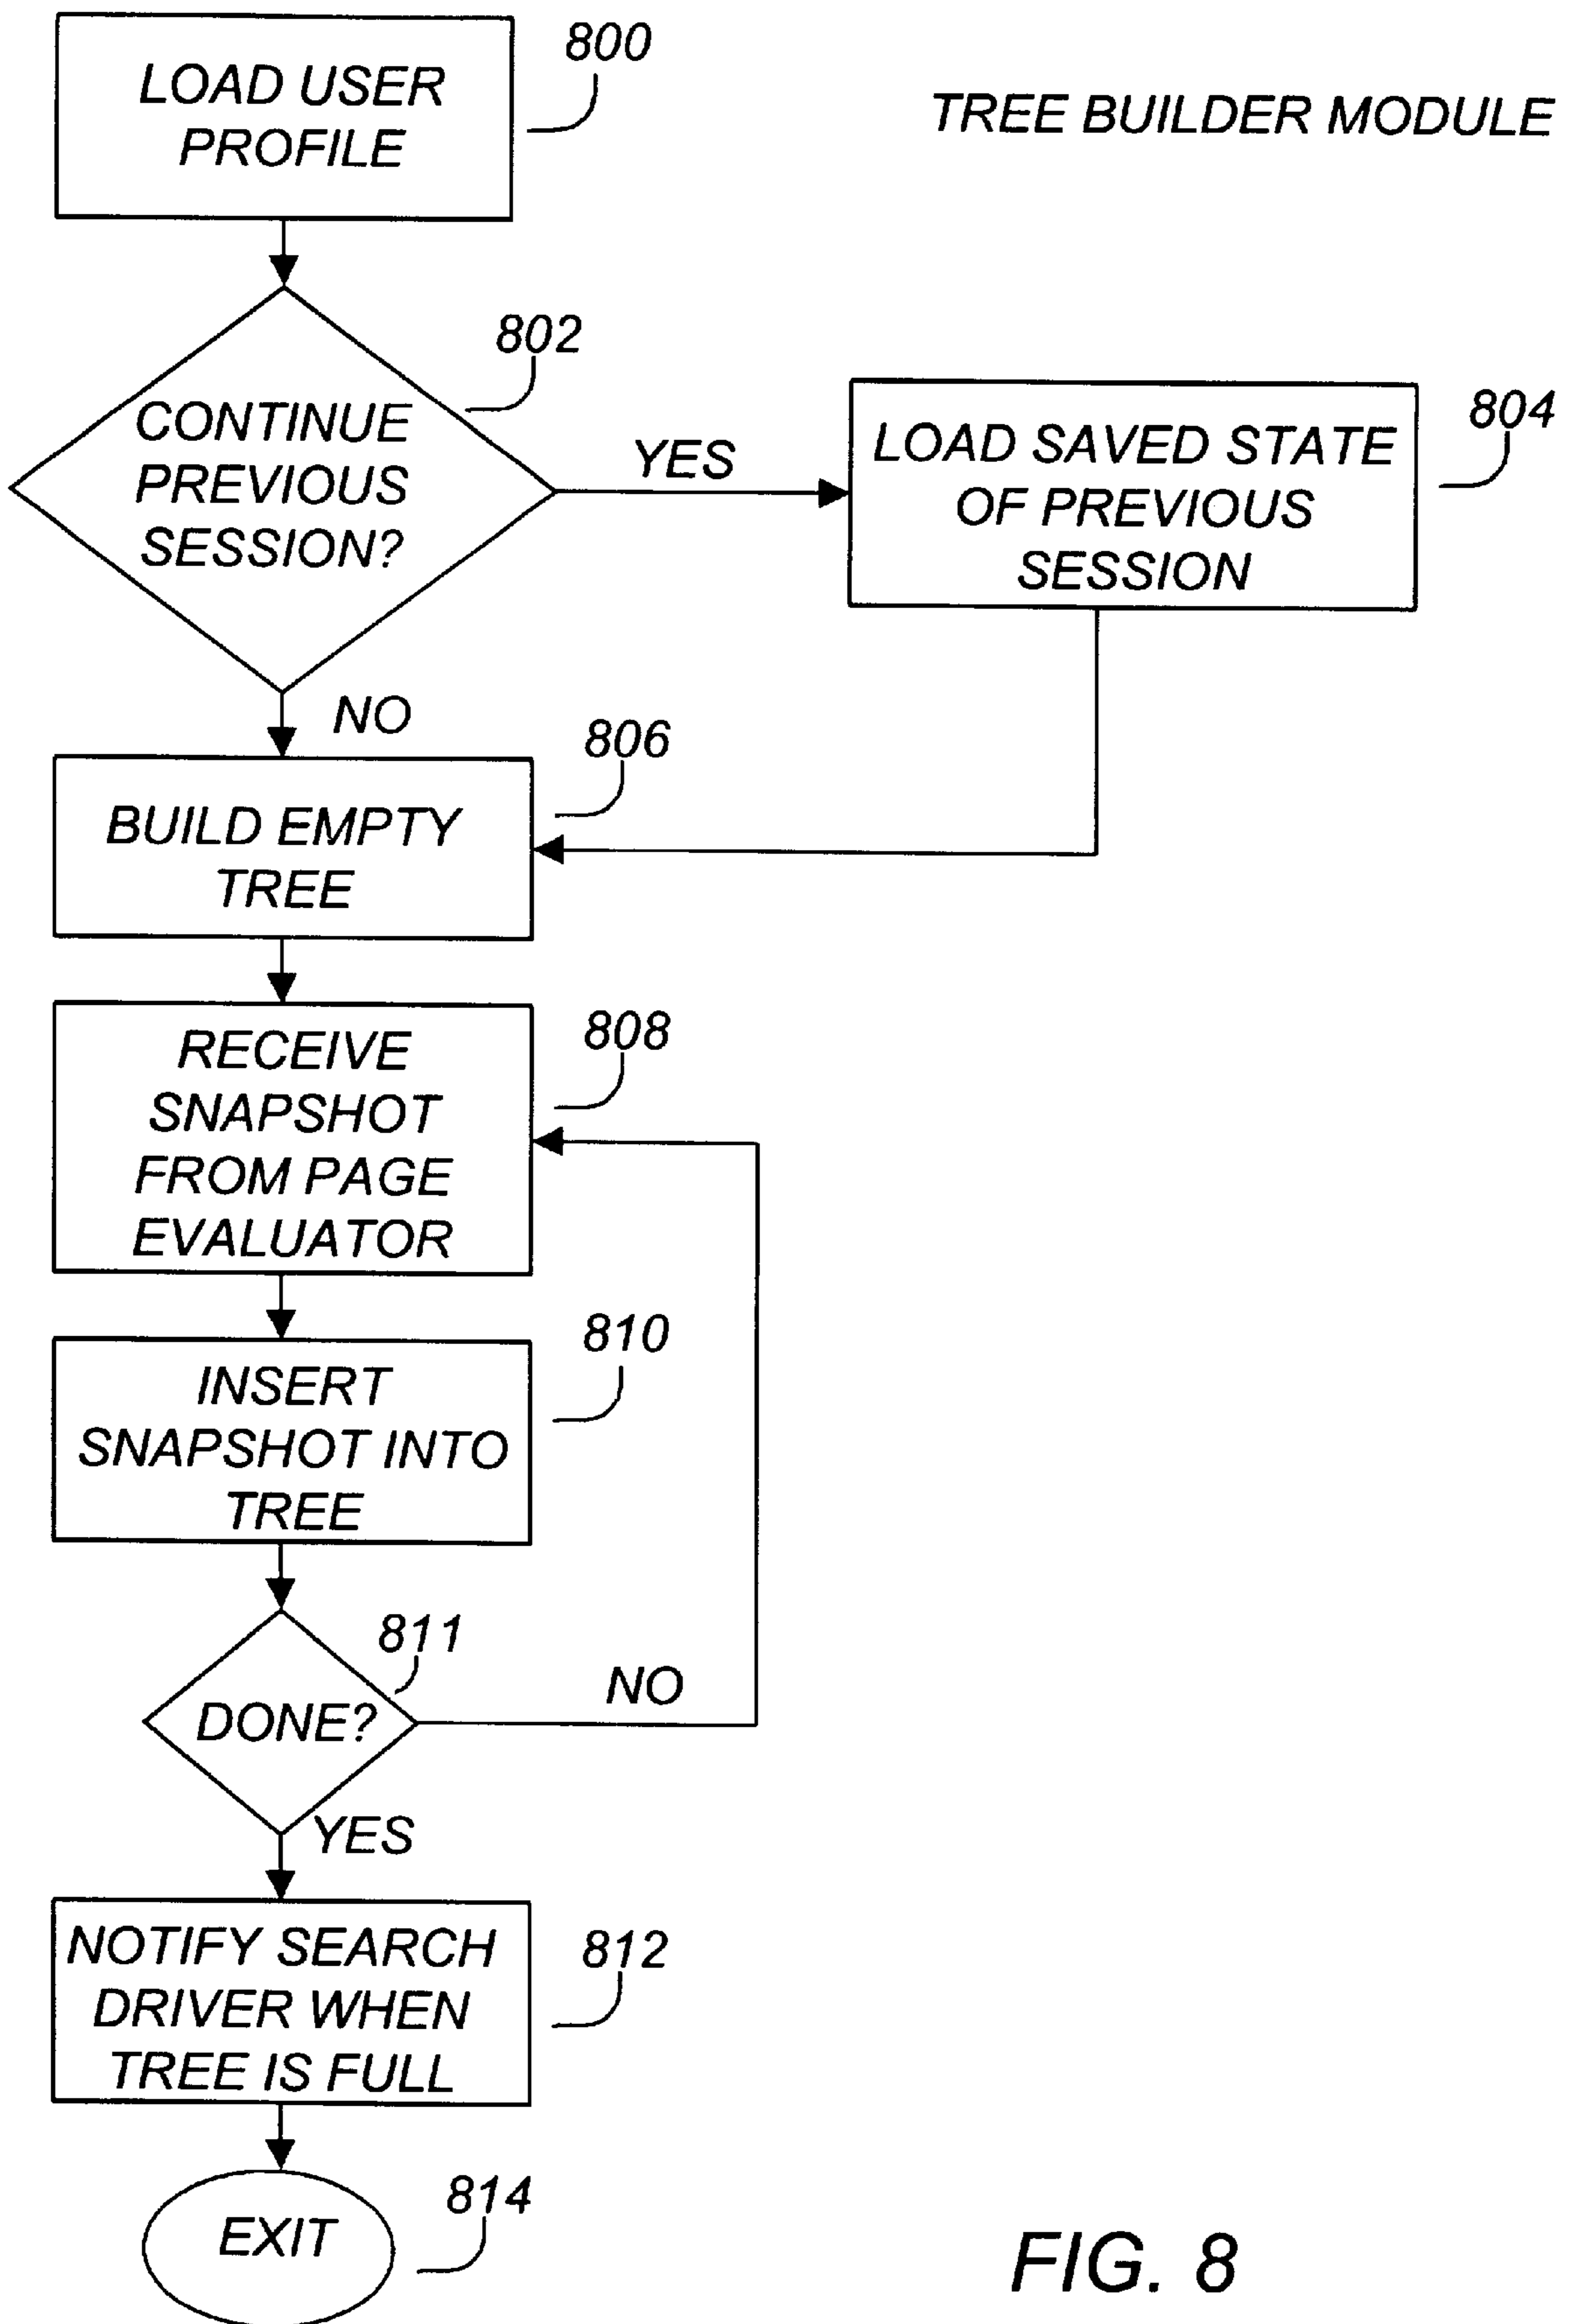 LOAD USER
PROFILE
800
TREE BUILDER MODULE
802
CONTINUE
PREVIOUS
SESSION?
YES
LOAD SAVED STATE
OF PREVIOUS
SESSION
804
NO
806
BUILD EMPTY
TREE
808
RECEIVE
SNAPSHOT
FROM PAGE
EVALUATOR
810
INSERT
SNAPSHOT INTO
TREE
811
DONE?
NO
YES
NOTIFY SEARCH
DRIVER WHEN
TREE IS FULL
812
EXIT
814
FIG. 8